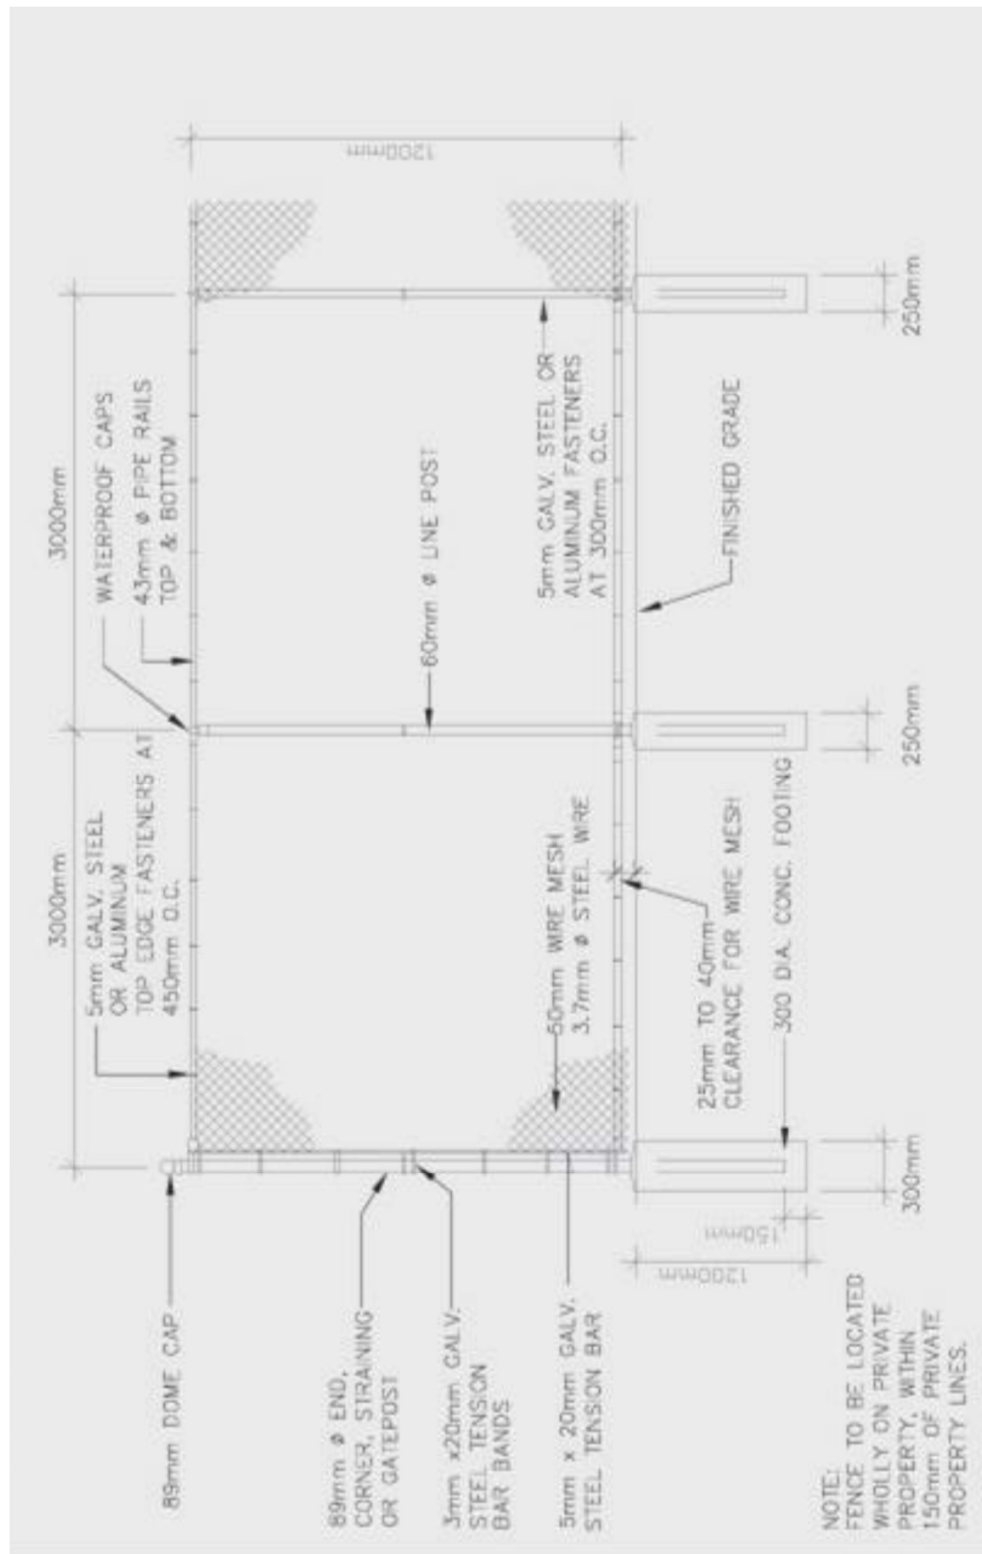 3000mm
3000mm
5mm GALV. STEEL
OR ALUMINUM
TOP EDGE FASTENERS AT
450mm O.C.
WATERPROOF CAPS
43mm ø PIPE RAILS
TOP & BOTTOM
1200mm
89mm DOME CAP
89mm ø END,
CORNER, STRAINING
OR GATEPOST
3mm x20mm GALV.
STEEL TENSION
BAR BANDS
5mm x 20mm GALV.
STEEL TENSION BAR
60mm ø LINE POST
WIRE MESH
3.7mm ø STEEL WIRE
5mm GALV. STEEL OR
ALUMINUM FASTENERS
AT 300mm O.C.
25mm TO 40mm
CLEARANCE FOR WIRE MESH
FINISHED GRADE
300 DIA. CONC. FOOTING
1200mm
150mm
300mm
250mm
250mm
NOTE:
FENCE TO BE LOCATED
WHOLLY ON PRIVATE
PROPERTY, WITHIN
150mm OF PRIVATE
PROPERTY LINES.